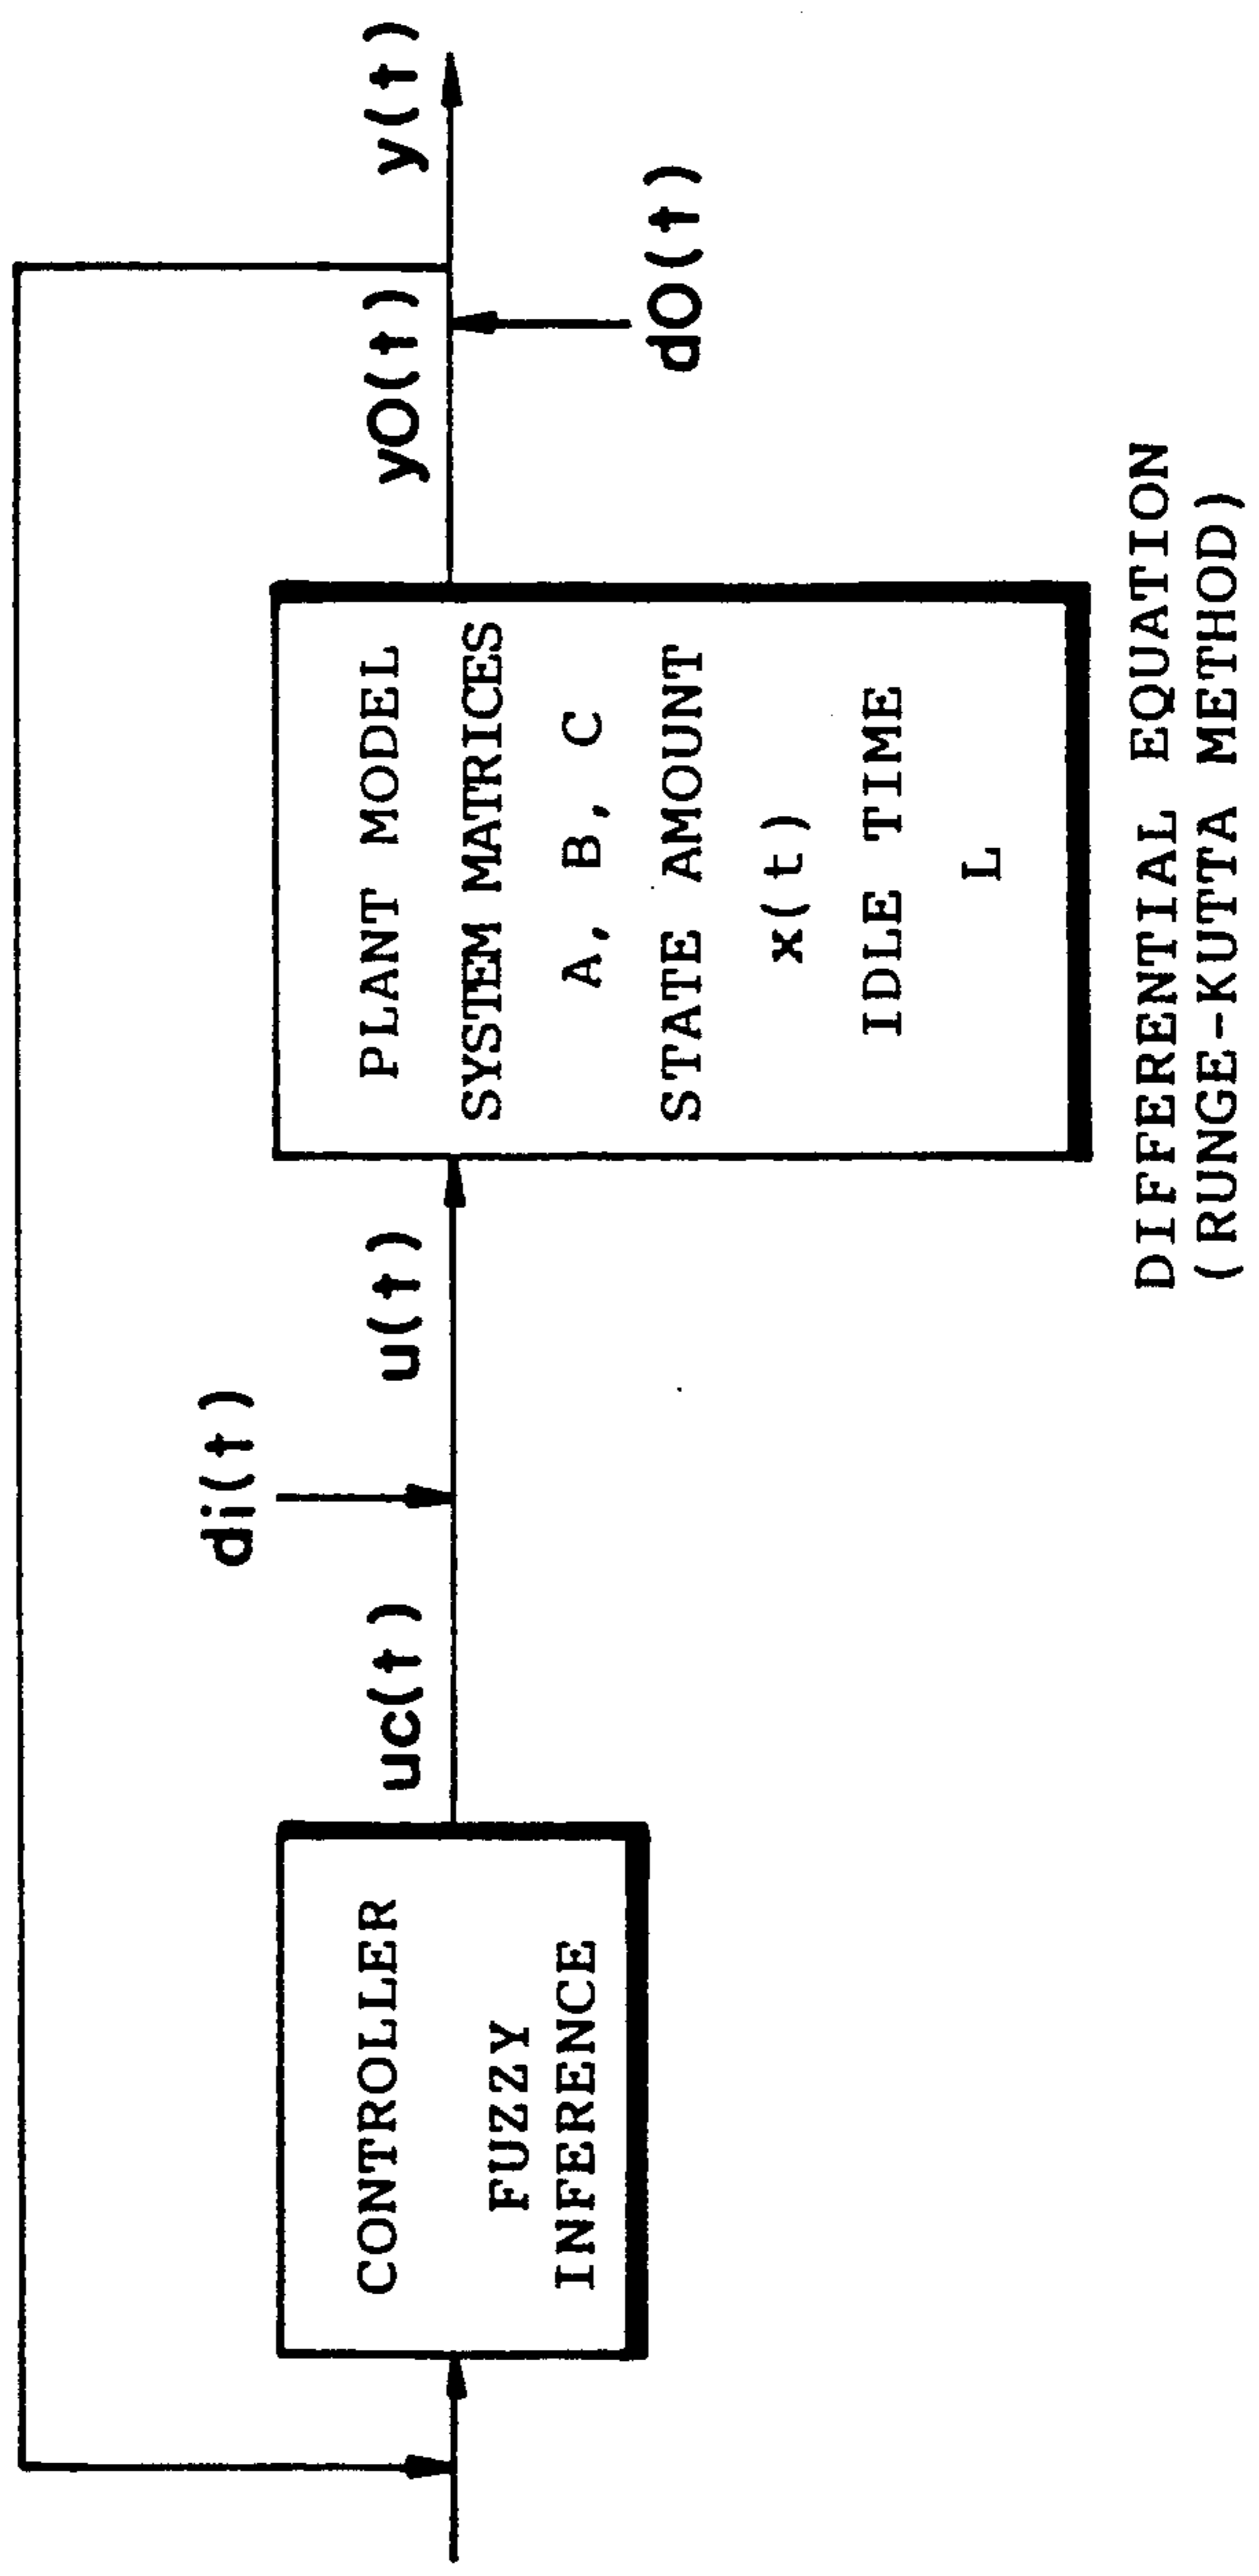 CONTROLLER
FUZZY
INFERENCE
uc(t)
di(t)
u(t)
PLANT MODEL
SYSTEM MATRICES
A, B, C
STATE AMOUNT
x(t)
IDLE TIME
L
yO(t)
dO(t)
y(t)
DIFFERENTIAL EQUATION
(RUNGE-KUTTA METHOD)